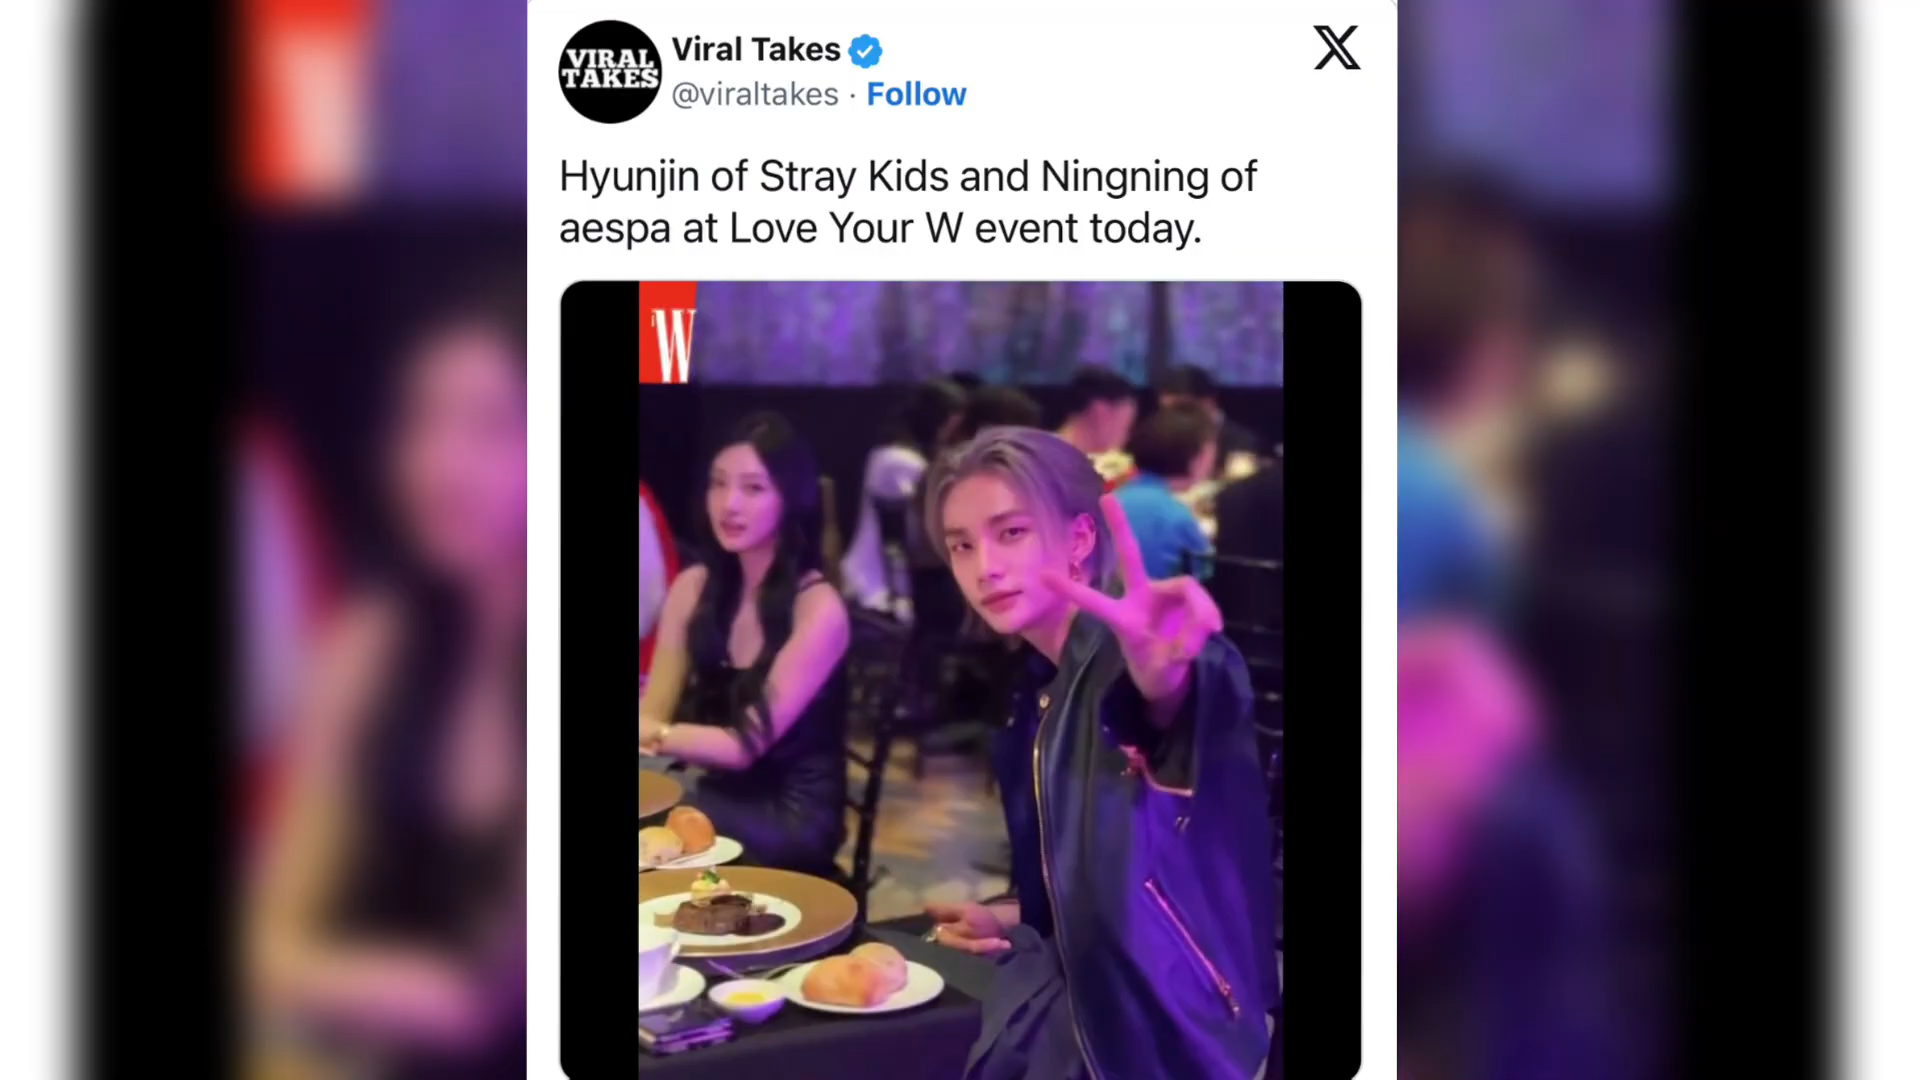 VIRAL
TAKES
Viral Takes
@viraltakes · Follow
Hyunjin of Stray Kids and Ningning of
aespa at Love Your W event today.
W